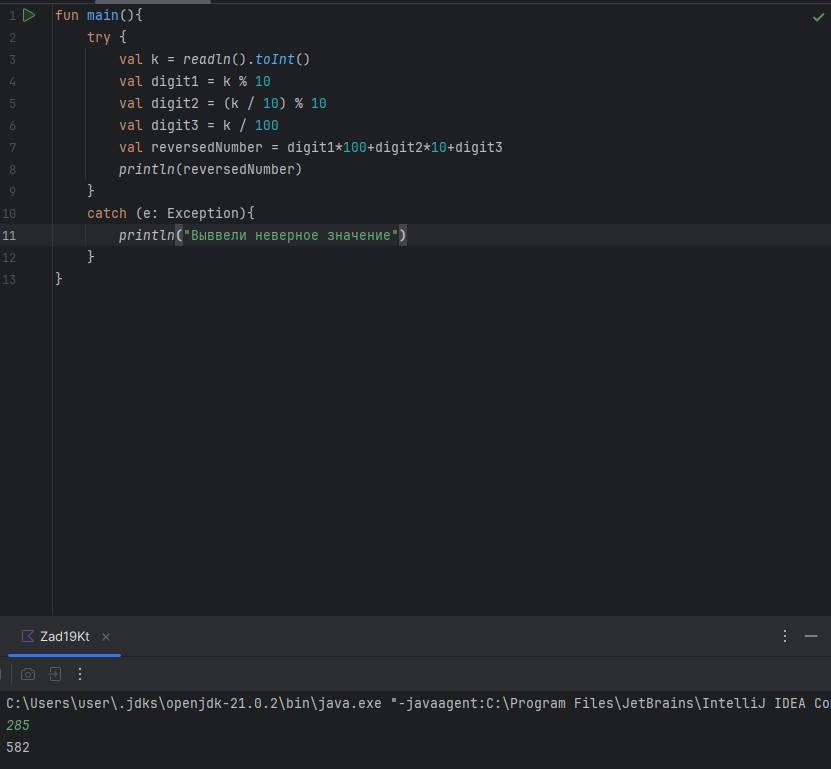 1 fun main(){
2 try {
3 val k = readln().toInt()
4 val digit1 = k % 10
5 val digit2 = (k / 10) % 10
6 val digit3 = k / 100
7 val reversedNumber = digit1*100+digit2*10+digit3
8 println(reversedNumber)
9 }
10 catch (e: Exception){
11 println("Выввели неверное значение")
12 }
13 }
Zad19Kt
C:\Users\user\.jdks\openjdk-21.0.2\bin\java.exe "-javaagent:C:\Program Files\JetBrains\IntelliJ IDEA Co
285
582